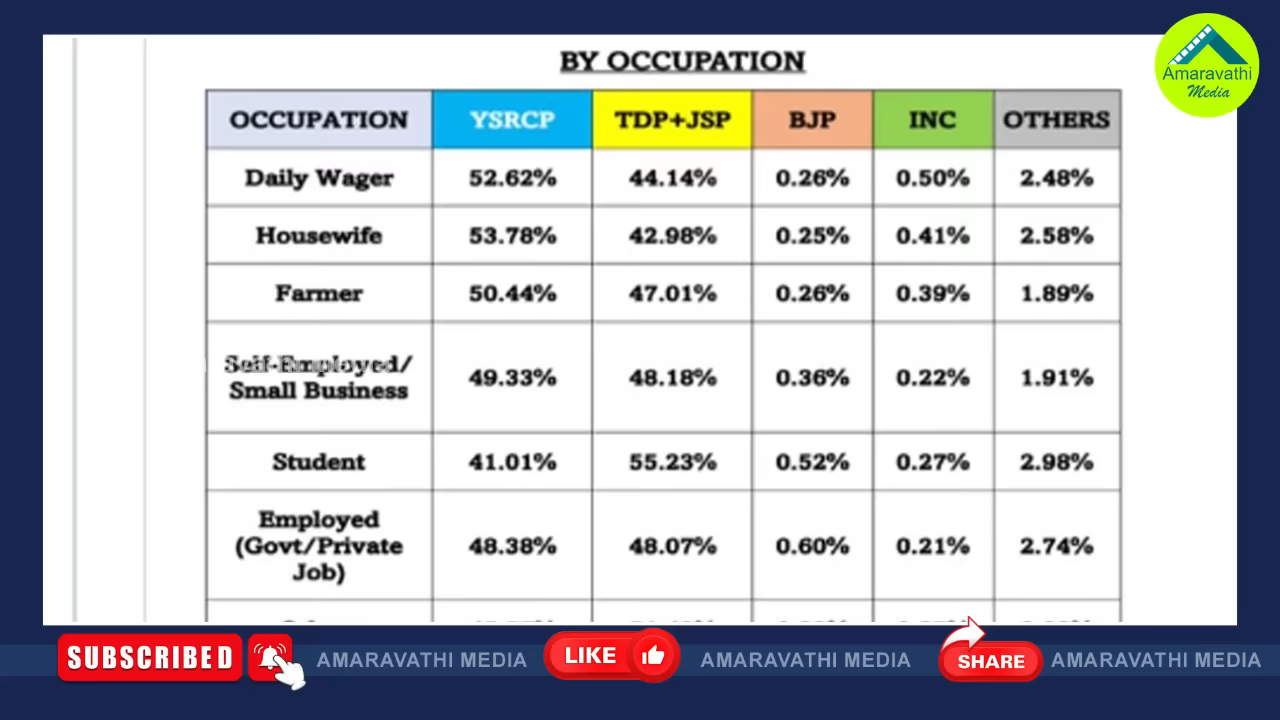 BY OCCUPATION
Amaravathi
Media
OCCUPATION YSRCP TDP+JSP BJP INC OTHERS
Daily Wager 52.62% 44.14% 0.26% 0.50% 2.48%
Housewife 53.78% 42.98% 0.25% 0.41% 2.58%
Farmer 50.44% 47.01% 0.26% 0.39% 1.89%
Self-Employed/
Small Business 49.33% 48.18% 0.36% 0.22% 1.91%
Student 41.01% 55.23% 0.52% 0.27% 2.98%
Employed
(Govt/Private 48.38% 48.07% 0.60% 0.21% 2.74%
Job)
SUBSCRIBED AMARAVATHI MEDIA LIKE AMARAVATHI MEDIA SHARE AMARAVATHI MEDIA